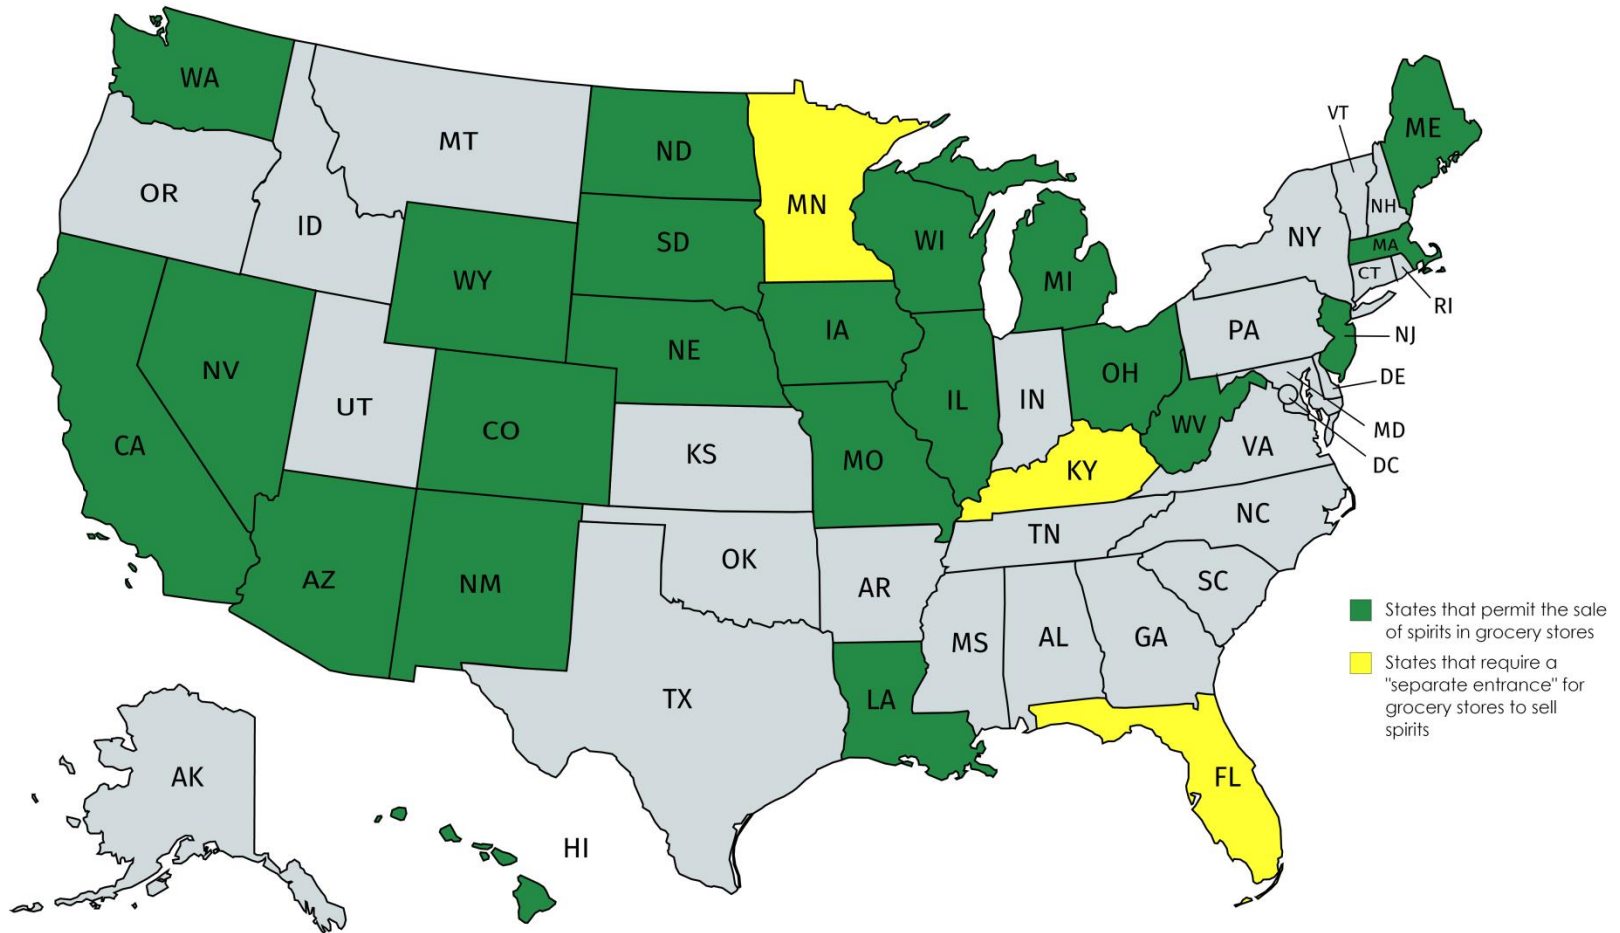 WA
MT
ND
MN
VT
ME
OR
ID
SD
WI
NH
NY
MA
WY
MI
CT
RI
IA
PA
NJ
NE
NV
OH
DE
UT
IL
IN
CO
WV
MD
CA
KS
MO
KY
VA
DC
NC
TN
AZ
NM
OK
AR
SC
MS
AL
GA
TX
LA
FL
AK
HI
States that permit the sale
of spirits in grocery stores
States that require a
"separate entrance" for
grocery stores to sell
spirits